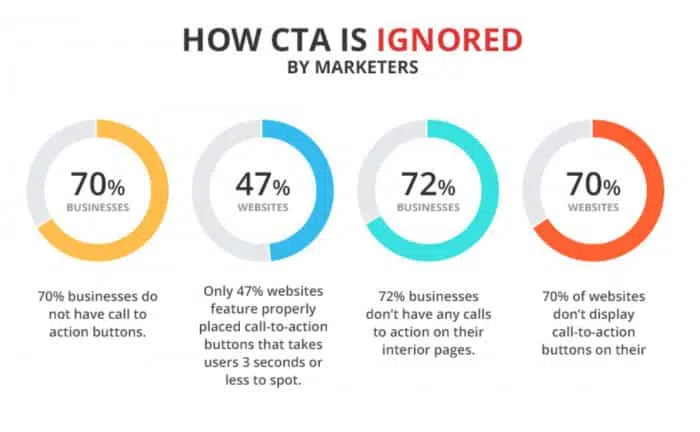 HOW CTA IS IGNORED
BY MARKETERS
70%
BUSINESSES
70% businesses do
not have call to
action buttons.
47%
WEBSITES
Only 47% websites
feature properly
placed call-to-action
buttons that takes
users 3 seconds or
less to spot.
72%
BUSINESSES
72% businesses
don't have any calls
to action on their
interior pages.
70%
WEBSITES
70% of websites
don't display
call-to-action
buttons on their